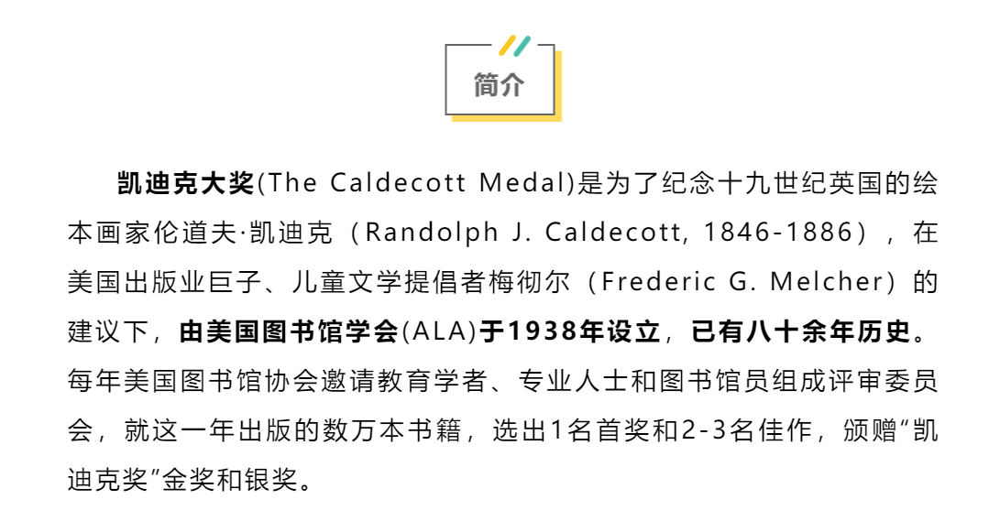 简介
凯迪克大奖(The Caldecott Medal)是为了纪念十九世纪英国的绘
本画家伦道夫·凯迪克（Randolph J. Caldecott, 1846-1886），在
美国出版业巨子、儿童文学提倡者梅彻尔（Frederic G. Melcher）的
建议下，由美国图书馆学会(ALA)于1938年设立，已有八十余年历史。
每年美国图书馆协会邀请教育学者、专业人士和图书馆员组成评审委员
会，就这一年出版的数万本书籍，选出1名首奖和2-3名佳作，颁赠“凯
迪克奖”金奖和银奖。